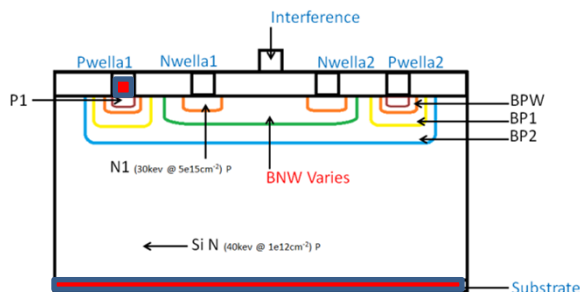 Interference
Pwella1 Nwella1 Nwella2 Pwella2
P1 BPW
BP1
BP2
N1 (30kev @ 5e15cm-2) P
BNW Varies
Si N (40kev @ 1e12cm-2) P
Substrate